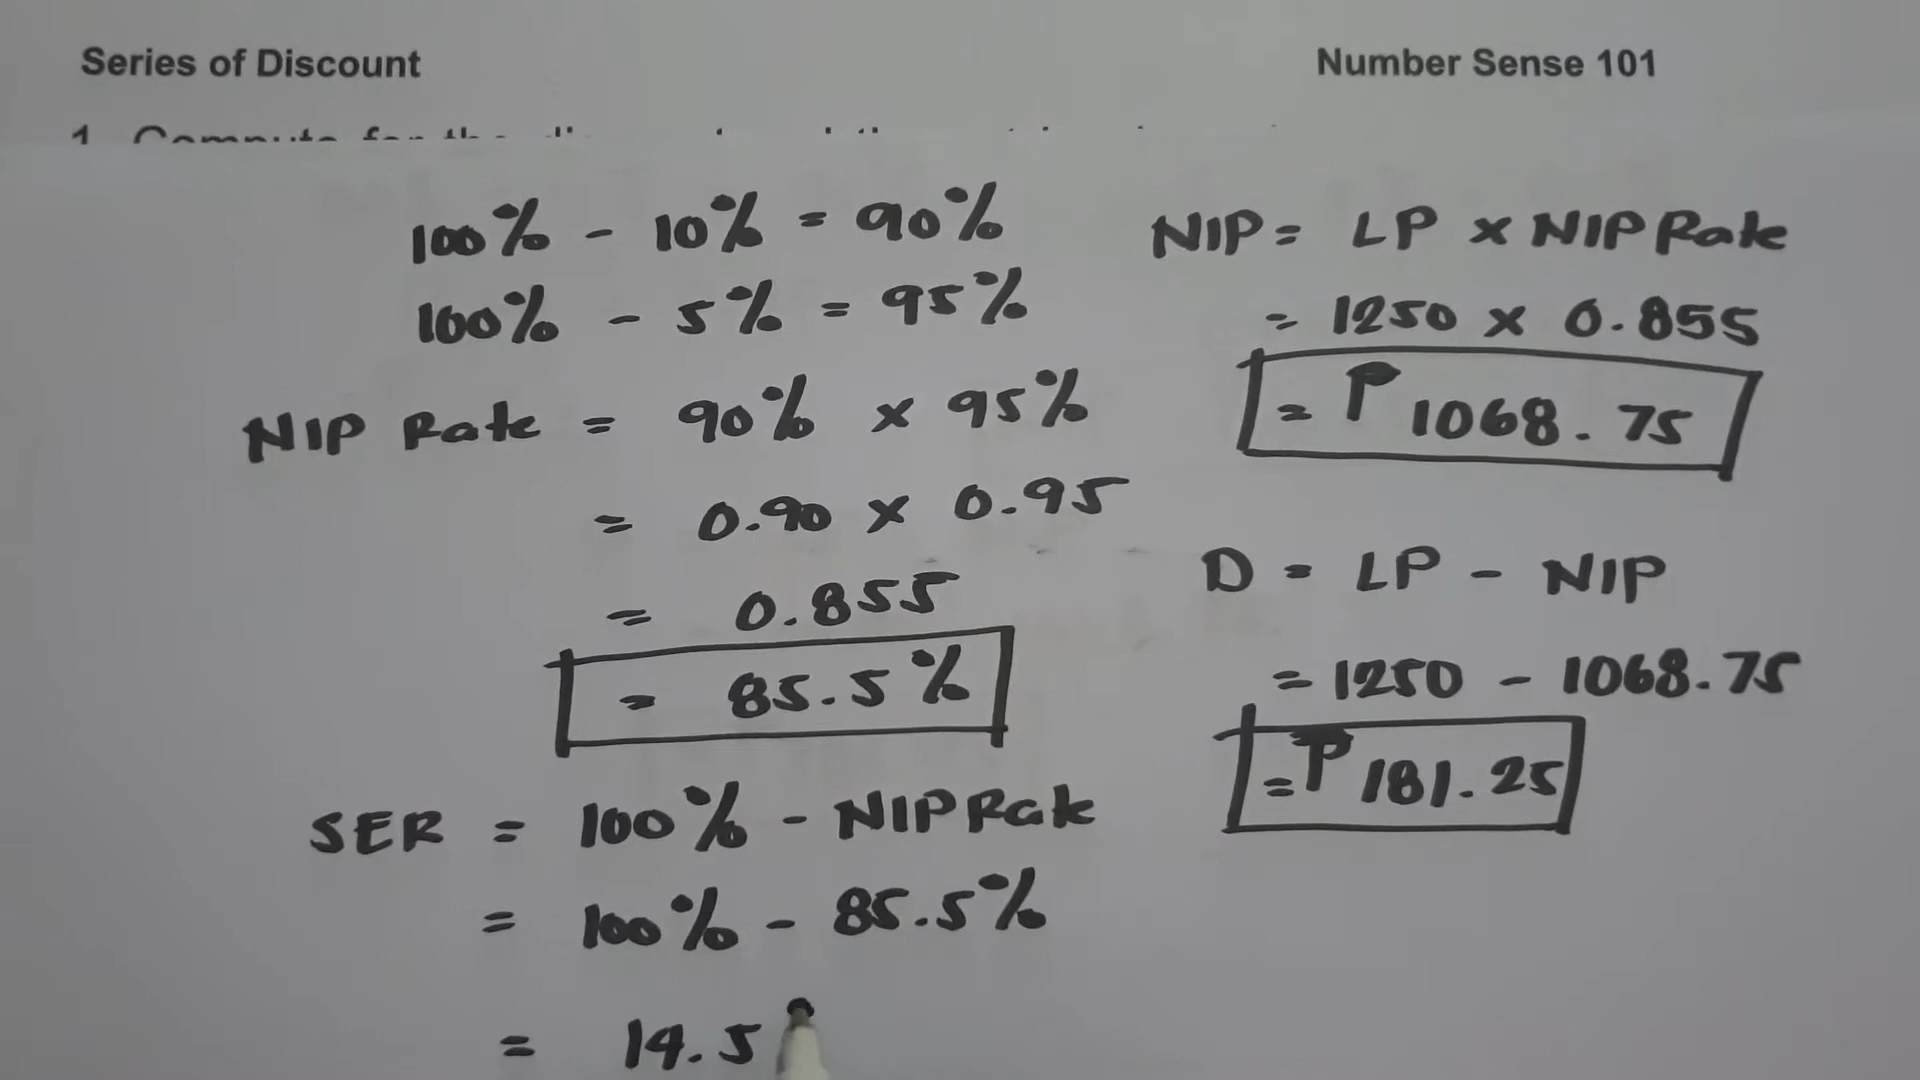 Series of Discount
Number Sense 101
100% - 10% = 90%
100% - 5% = 95%
NIP Rate = 90% x 95%
= 0.90 x 0.95
= 0.855
= 85.5%
SER = 100% - NIP Rate
= 100% - 85.5%
= 14.5
NIP = LP x NIP Rate
= 1250 x 0.855
= ₱1068.75
D = LP - NIP
= 1250 - 1068.75
= ₱181.25